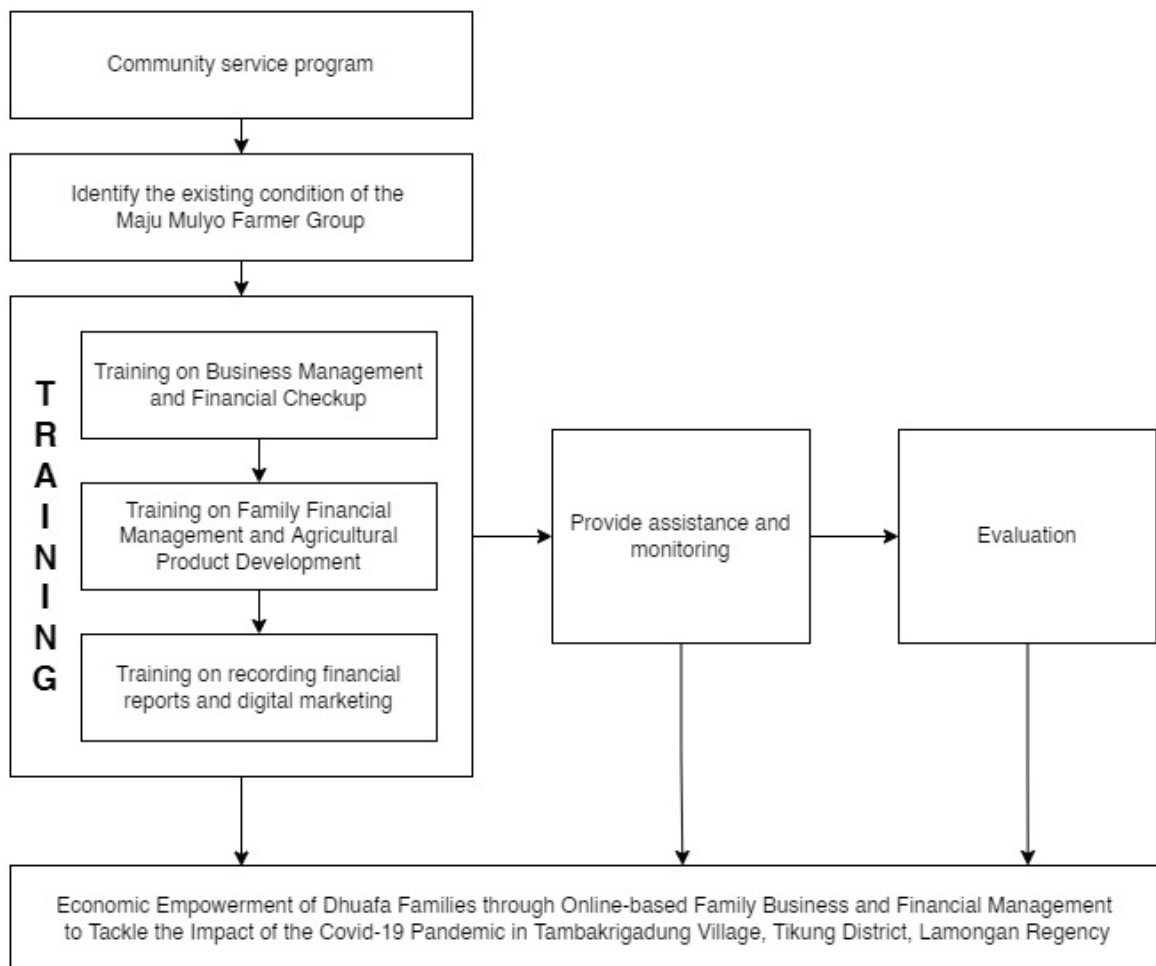 Community service program
Identify the existing condition of the
Maju Mulyo Farmer Group
TRAINING
Training on Business Management
and Financial Checkup
Training on Family Financial
Management and Agricultural
Product Development
Training on recording financial
reports and digital marketing
Provide assistance and
monitoring
Evaluation
Economic Empowerment of Dhuafa Families through Online-based Family Business and Financial Management
to Tackle the Impact of the Covid-19 Pandemic in Tambakrigadung Village, Tikung District, Lamongan Regency